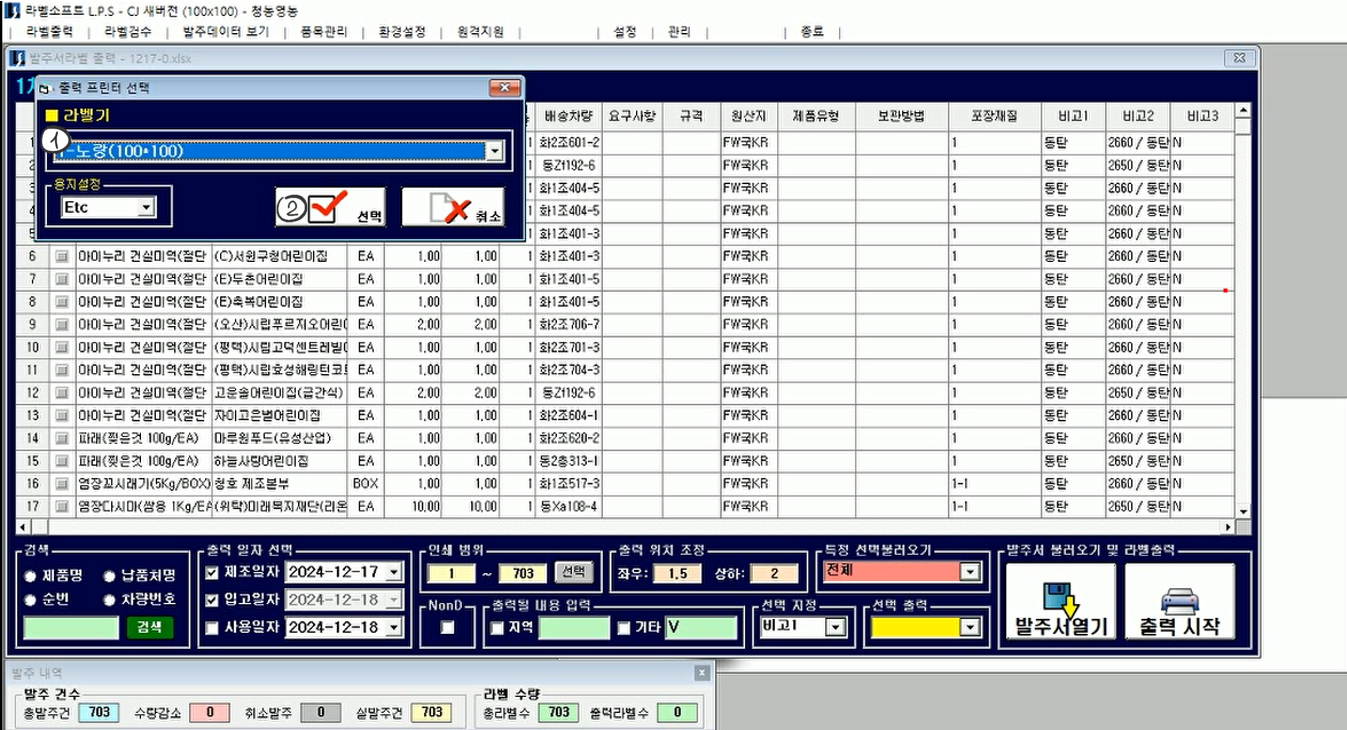 라벨소프트 L.P.S - CJ 새버전 (100x100) - 청농영농
라벨출력 | 라벨검수 | 발주데이터 보기 | 품목관리 | 환경설정 | 원격지원 | | 설정 | 관리 | | 종료 |
발주서라벨 출력 - 1217-0.xlsx
출력 프린터 선택
라벨기
1
노랑(100*100)
용지설정
Etc
2 선택
취소
배송차량 요구사항 규격 원산지 제품유형 보관방법 포장재질 비고1 비고2 비고3
1 화2조601-2 FW국KR 1 동탄 2660 / 동탄 N
1 동Z1192-6 FW국KR 1 동탄 2650 / 동탄 N
1 화1조404-5 FW국KR 1 동탄 2660 / 동탄 N
1 화1조404-5 FW국KR 1 동탄 2660 / 동탄 N
1 화1조401-3 FW국KR 1 동탄 2660 / 동탄 N
6 아이누리 건실미역(절단 (C)서원구형어린이집 EA 1.00 1.00 1 화1조401-3 FW국KR 1 동탄 2660 / 동탄 N
7 아이누리 건실미역(절단 (E)두촌어린이집 EA 1.00 1.00 1 화1조401-5 FW국KR 1 동탄 2660 / 동탄 N
8 아이누리 건실미역(절단 (E)축복어린이집 EA 1.00 1.00 1 화1조401-5 FW국KR 1 동탄 2660 / 동탄 N
9 아이누리 건실미역(절단 (오산)시립푸르지오어린이 EA 2.00 2.00 1 화2조706-7 FW국KR 1 동탄 2660 / 동탄 N
10 아이누리 건실미역(절단 (평택)시립고덕센트레빌 EA 1.00 1.00 1 화2조701-3 FW국KR 1 동탄 2660 / 동탄 N
11 아이누리 건실미역(절단 (평택)시립효성해링턴코 EA 1.00 1.00 1 화2조704-3 FW국KR 1 동탄 2660 / 동탄 N
12 아이누리 건실미역(절단 고운솔어린이집(급간식) EA 2.00 2.00 1 동Z1192-6 FW국KR 1 동탄 2650 / 동탄 N
13 아이누리 건실미역(절단 자이고은별어린이집 EA 1.00 1.00 1 화2조604-1 FW국KR 1 동탄 2660 / 동탄 N
14 파래(찢은것 100g/EA) 마루원푸드(유성산업) EA 1.00 1.00 1 화2조620-2 FW국KR 1 동탄 2660 / 동탄 N
15 파래(찢은것 100g/EA) 하늘사랑어린이집 EA 1.00 1.00 1 동2층313-1 FW국KR 1 동탄 2650 / 동탄 N
16 염장꼬시래기(5Kg/BOX) 청호 제조본부 BOX 1.00 1.00 1 화1조517-3 FW국KR 1-1 동탄 2660 / 동탄 N
17 염장다시마(쌈용 1Kg/EA (위탁)미래복지재단(리온 EA 10.00 10.00 1 동Xa108-4 FW국KR 1-1 동탄 2650 / 동탄 N
검색 출력 일자 선택 인쇄 범위 출력 위치 조정 특정 선택불러오기 발주서 불러오기 및 라벨출력
제품명 납품처명 제조일자 2024-12-17 1 ~ 703 선택 좌우: 1.5 상하: 2 전체
순번 차량번호 입고일자 2024-12-18 NonD 출력될 내용 입력 선택 지정 선택 출력
검색 사용일자 2024-12-18 지역 기타 V 비고1 발주서열기 출력 시작
발주 내역
발주 건수 라벨 수량
총발주건 703 수량감소 0 취소발주 0 실발주건 703 총라벨수 703 출력라벨수 0